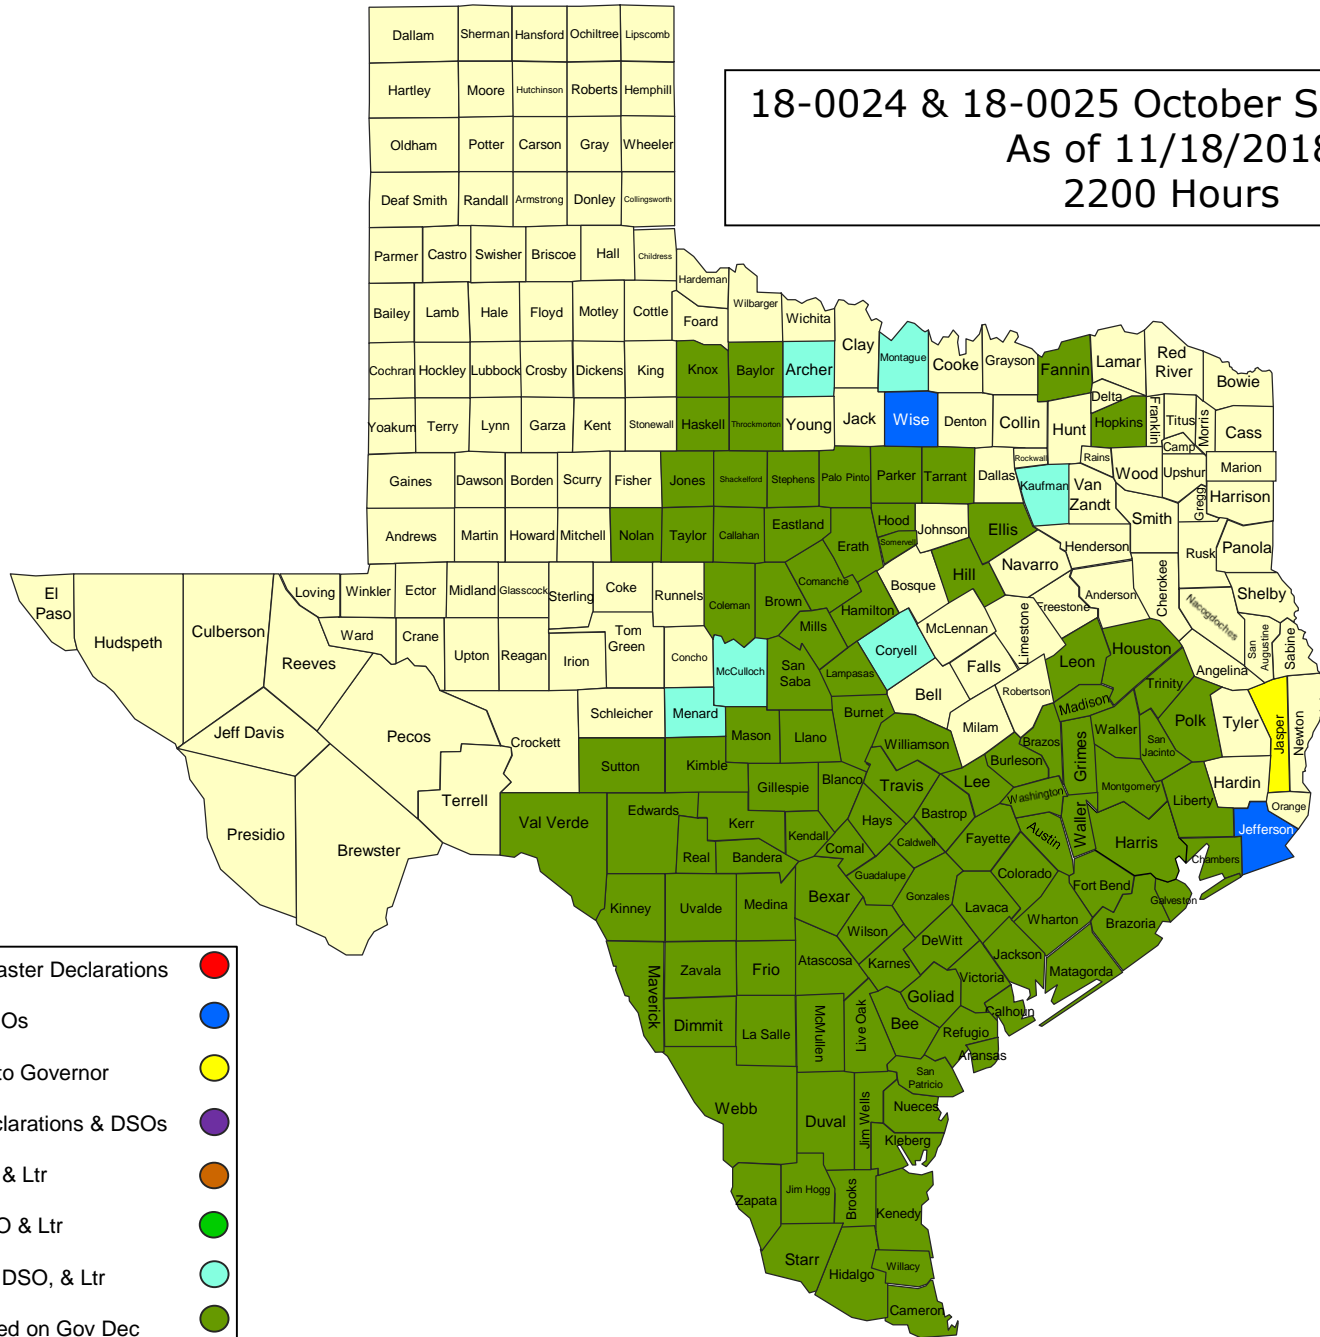 Dallam Sherman Hansford Ochiltree Lipscomb
Hartley Moore Hutchinson Roberts Hemphill
18-0024 & 18-0025 October S
As of 11/18/2018
2200 Hours
Oldham Potter Carson Gray Wheeler
Deaf Smith Randall Armstrong Donley Collingsworth
Parmer Castro Swisher Briscoe Hall Childress
Hardeman
Bailey Lamb Hale Floyd Motley Cottle Foard Wilbarger Wichita Clay Montague Cooke Grayson Fannin Lamar Red River Bowie
Cochran Hockley Lubbock Crosby Dickens King Knox Baylor Archer
Delta
Yoakum Terry Lynn Garza Kent Stonewall Haskell Throckmorton Young Jack Wise Denton Collin Hunt Hopkins Franklin Titus Morris Cass
Camp
Gaines Dawson Borden Scurry Fisher Jones Shackelford Stephens Palo Pinto Parker Tarrant Dallas Rockwall Kaufman Rains Van Zandt Wood Upshur Marion
Gregg Harrison
Andrews Martin Howard Mitchell Nolan Taylor Callahan Eastland Erath Hood Somervell Johnson Ellis Henderson Smith Rusk Panola
El Paso Hudspeth Culberson Loving Winkler Ector Midland Glasscock Sterling Coke Runnels Coleman Brown Comanche Hamilton Bosque Hill Navarro Freestone Anderson Cherokee Nacogdoches Shelby
Reeves Ward Crane Upton Reagan Irion Tom Green Concho McCulloch San Saba Mills Lampasas Coryell McLennan Falls Limestone Leon Houston Angelina San Augustine Sabine
Jeff Davis Pecos Crockett Schleicher Menard Mason Llano Burnet Bell Milam Robertson Madison Trinity Polk Tyler Jasper Newton
Presidio Brewster Terrell Sutton Kimble Gillespie Blanco Williamson Travis Lee Burleson Brazos Grimes Walker San Jacinto Hardin Orange
Val Verde Edwards Kerr Real Bandera Kendall Comal Hays Caldwell Bastrop Fayette Washington Austin Waller Montgomery Liberty Harris Jefferson Chambers
Kinney Uvalde Medina Bexar Guadalupe Gonzales Lavaca Colorado Wharton Fort Bend Brazoria Galveston
Maverick Zavala Frio Atascosa Wilson Karnes DeWitt Jackson Victoria Matagorda
Dimmit La Salle McMullen Live Oak Bee Goliad Refugio Calhoun Aransas
Webb Duval Jim Wells San Patricio Nueces Kleberg
Zapata Jim Hogg Brooks Kenedy
Starr Hidalgo Willacy
Cameron
aster Declarations
Os
to Governor
clarations & DSOs
& Ltr
O & Ltr
DSO, & Ltr
ed on Gov Dec